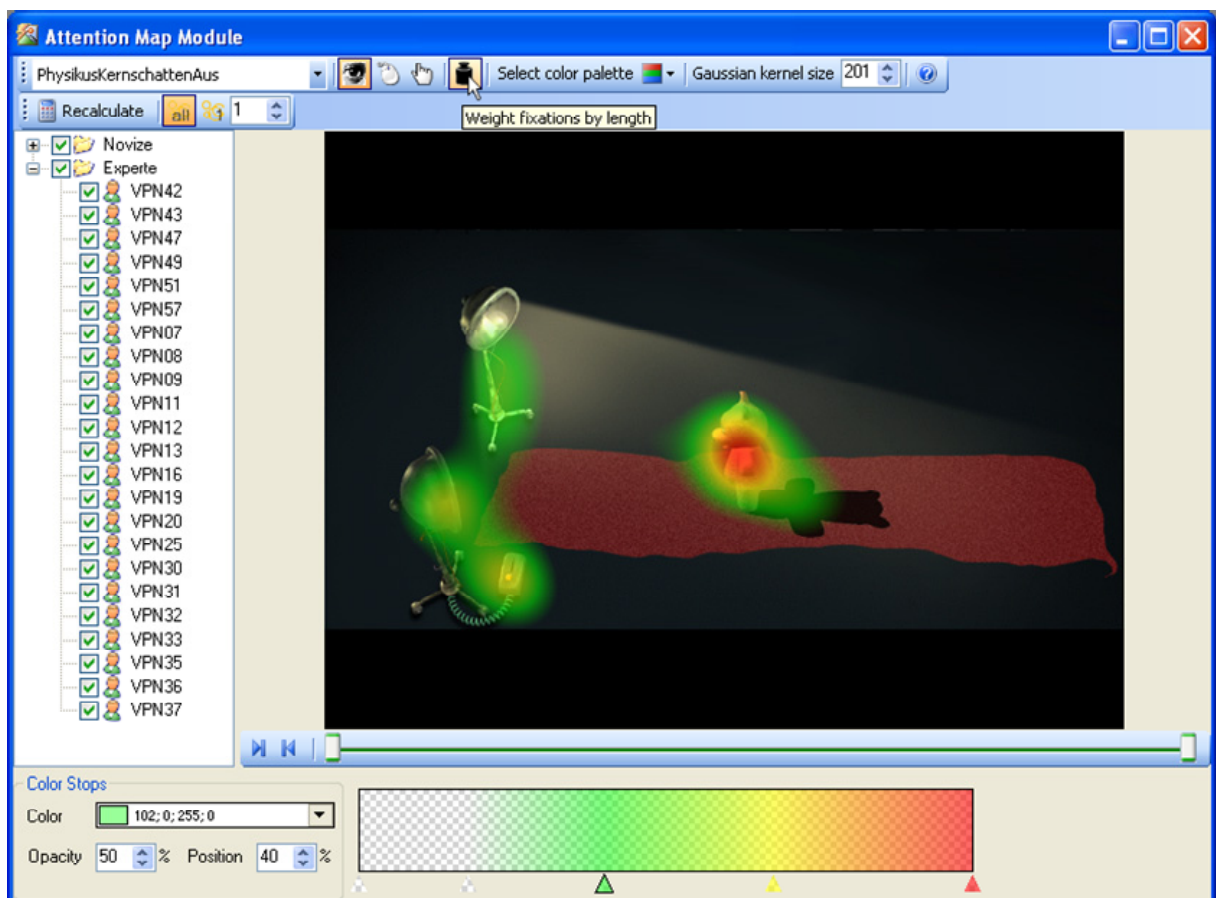 Attention Map Module
PhysikusKernschattenAus Select color palette Gaussian kernel size 201
Recalculate all 1
Weight fixations by length
Novize
Experte
VPN42
VPN43
VPN47
VPN49
VPN51
VPN57
VPN07
VPN08
VPN09
VPN11
VPN12
VPN13
VPN16
VPN19
VPN20
VPN25
VPN30
VPN31
VPN32
VPN33
VPN35
VPN36
VPN37
Color Stops
Color 102; 0; 255; 0
Opacity 50 % Position 40 %